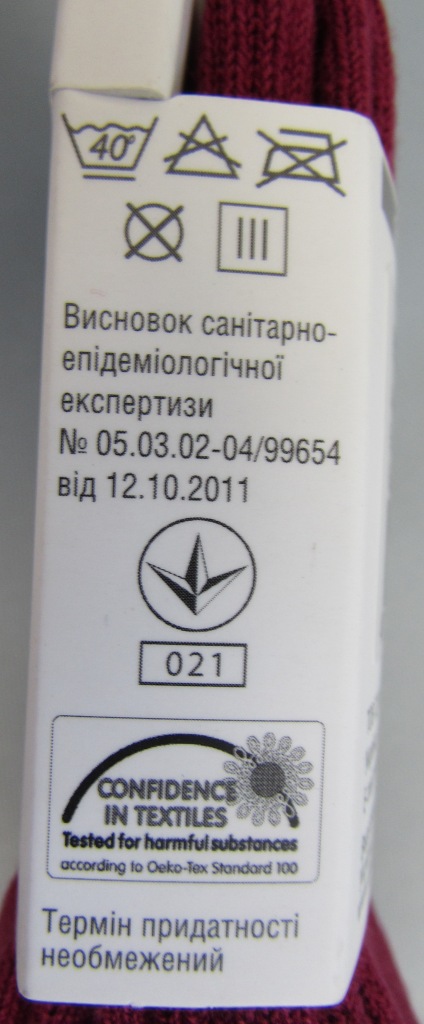 40°
Висновок санітарно-
епідеміологічної
експертизи
№ 05.03.02-04/99654
від 12.10.2011
021
CONFIDENCE
IN TEXTILES
Tested for harmful substances
according to Oeko-Tex Standard 100
Термін придатності
необмежений